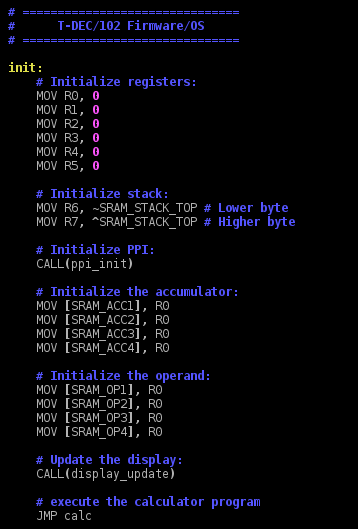 # ===============================
#      T-DEC/102 Firmware/OS
# ===============================
init:
    # Initialize registers:
    MOV R0, 0
    MOV R1, 0
    MOV R2, 0
    MOV R3, 0
    MOV R4, 0
    MOV R5, 0
    # Initialize stack:
    MOV R6, ~SRAM_STACK_TOP # Lower byte
    MOV R7, ^SRAM_STACK_TOP # Higher byte
    # Initialize PPI:
    CALL(ppi_init)
    # Initialize the accumulator:
    MOV [SRAM_ACC1], R0
    MOV [SRAM_ACC2], R0
    MOV [SRAM_ACC3], R0
    MOV [SRAM_ACC4], R0
    # Initialize the operand:
    MOV [SRAM_OP1], R0
    MOV [SRAM_OP2], R0
    MOV [SRAM_OP3], R0
    MOV [SRAM_OP4], R0
    # Update the display:
    CALL(display_update)
    # execute the calculator program
    JMP calc